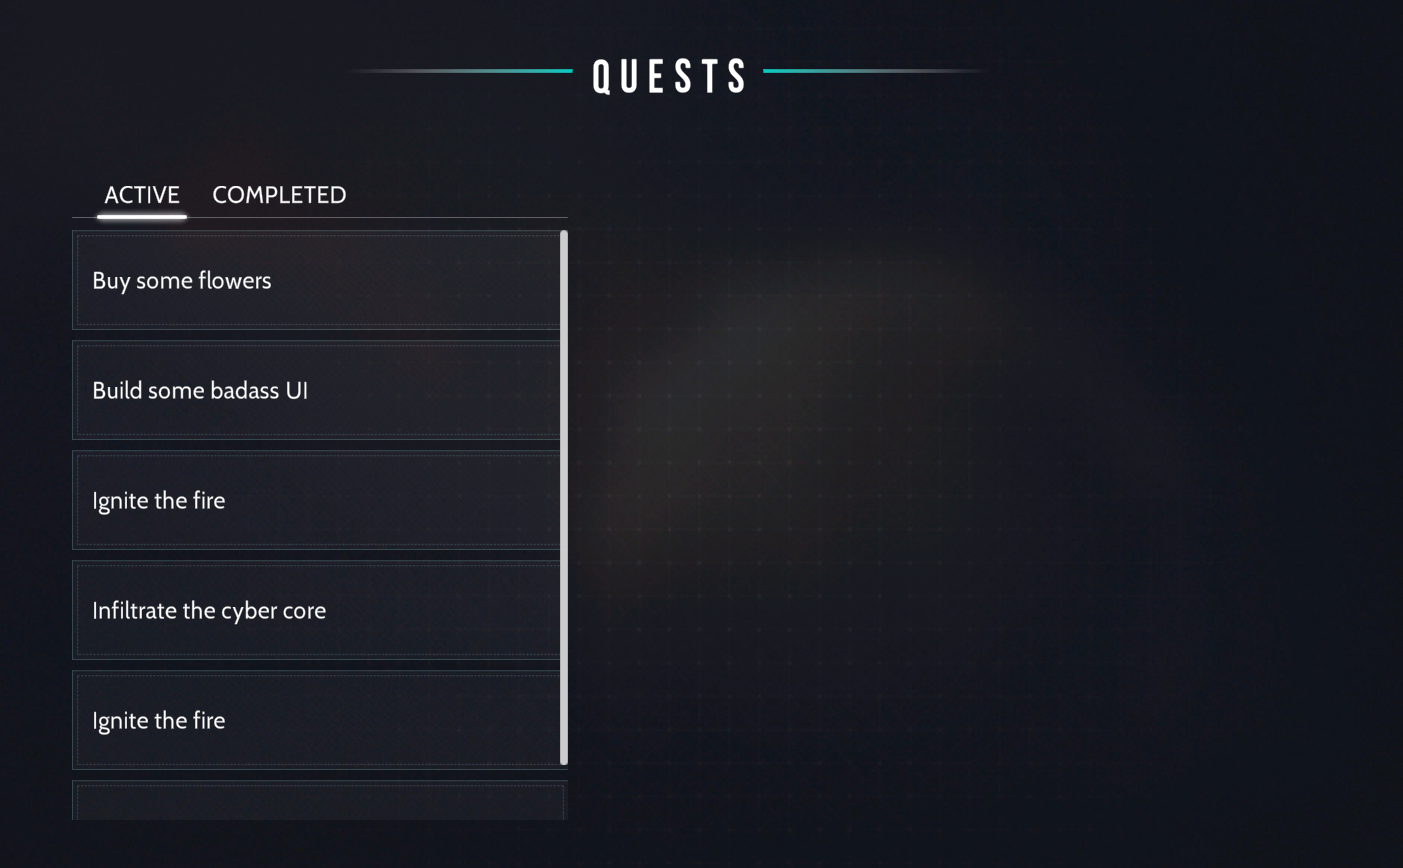 QUESTS
ACTIVE COMPLETED
Buy some flowers
Build some badass UI
Ignite the fire
Infiltrate the cyber core
Ignite the fire